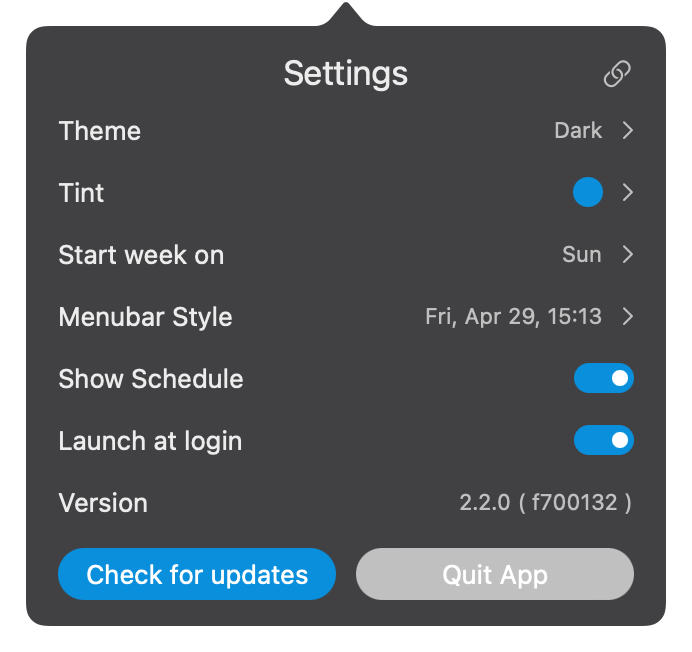 Settings
Theme Dark
Tint
Start week on Sun
Menubar Style Fri, Apr 29, 15:13
Show Schedule
Launch at login
Version 2.2.0 ( f700132 )
Check for updates Quit App